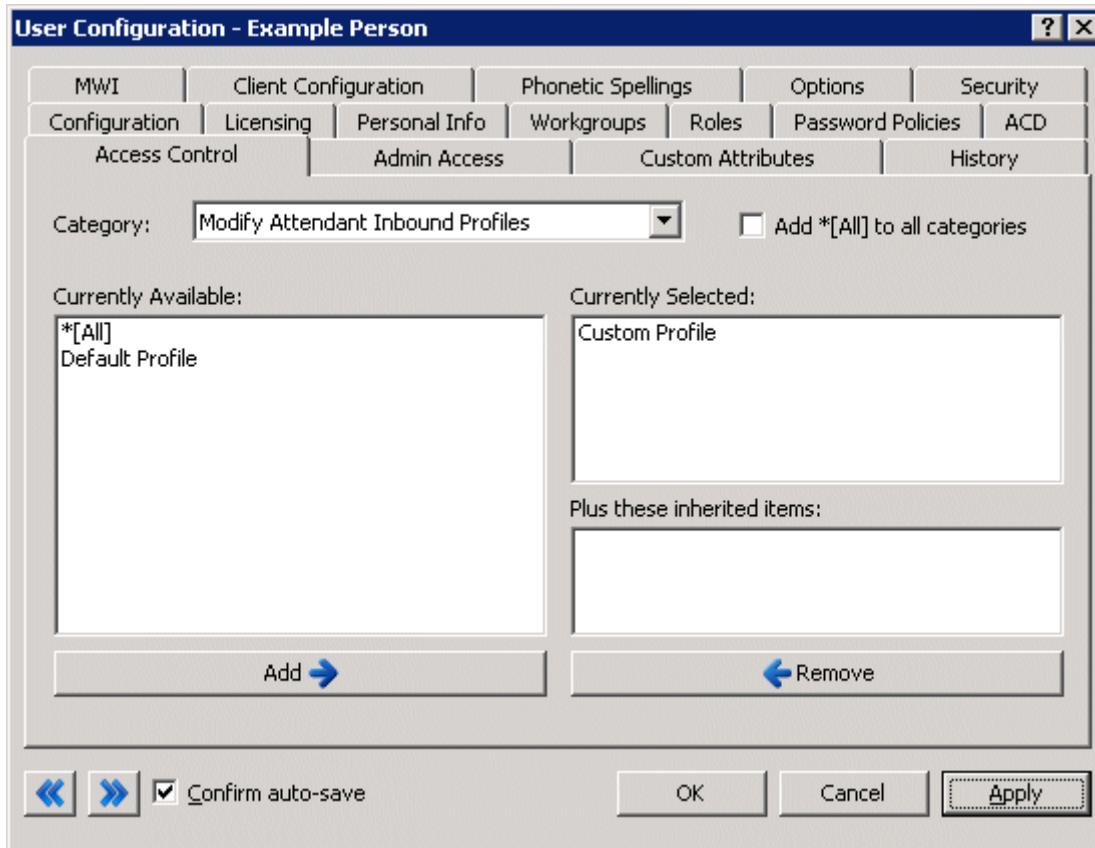 User Configuration - Example Person
MWI Client Configuration Phonetic Spellings Options Security
Configuration Licensing Personal Info Workgroups Roles Password Policies ACD
Access Control Admin Access Custom Attributes History
Category: Modify Attendant Inbound Profiles Add *[All] to all categories
Currently Available: Currently Selected:
*[All] Custom Profile
Default Profile
Plus these inherited items:
Add Remove
Confirm auto-save OK Cancel Apply